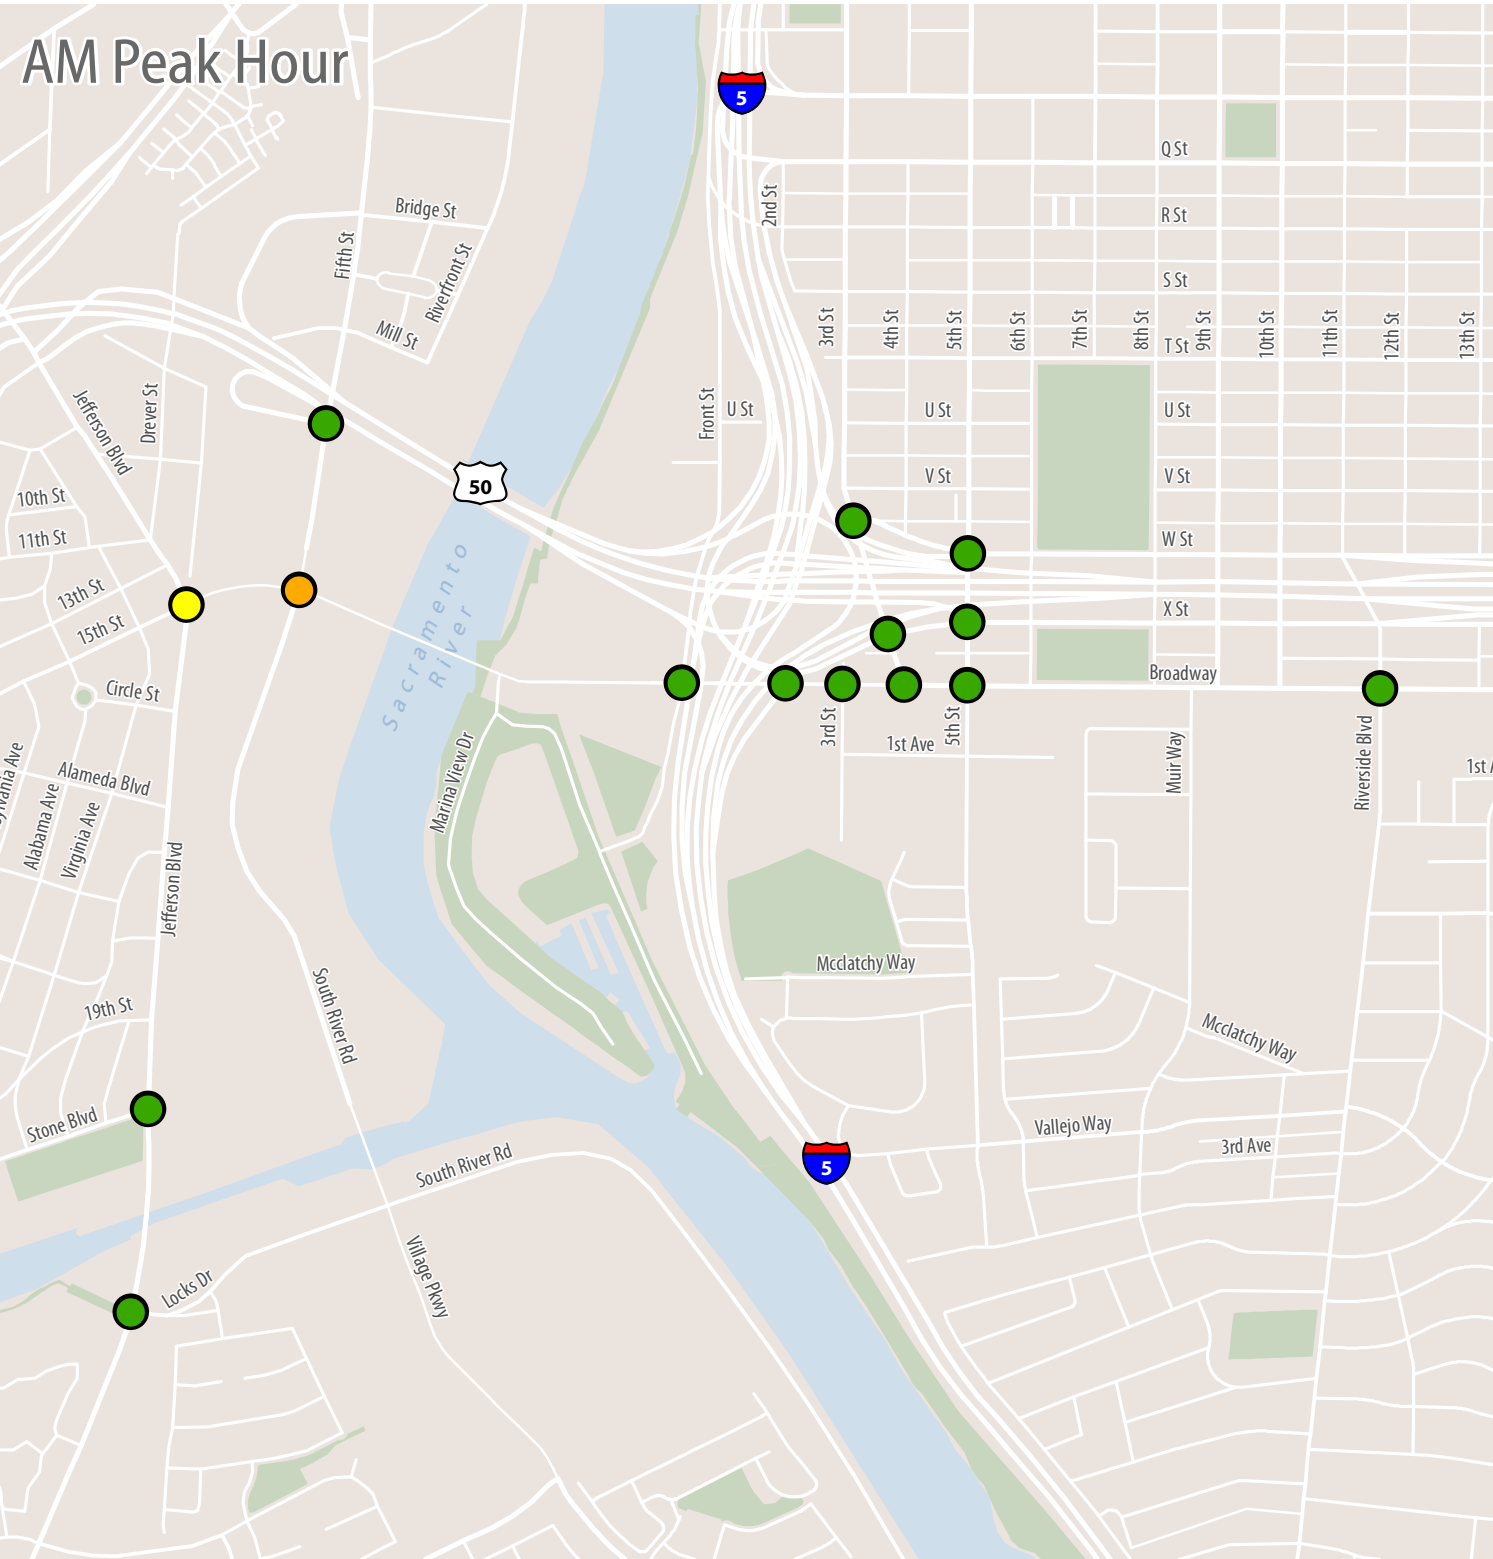 AM Peak Hour
5
Q St
2nd St
Bridge St
R St
Fifth St
Riverfront St
S St
Mill St
3rd St
4th St
5th St
6th St
7th St
8th St
9th St
10th St
11th St
12th St
13th St
T St
Jefferson Blvd
Drever St
Front St
U St
U St
U St
V St
V St
50
10th St
11th St
W St
Sacramento
River
13th St
15th St
X St
Circle St
Broadway
3rd St
5th St
1st Ave
Muir Way
Riverside Blvd
1st A
Marina View Dr
Alameda Blvd
Alabama Ave
Virginia Ave
Jefferson Blvd
Mcclatchy Way
South River Rd
19th St
Mcclatchy Way
Stone Blvd
Vallejo Way
3rd Ave
5
South River Rd
Village Pkwy
Locks Dr